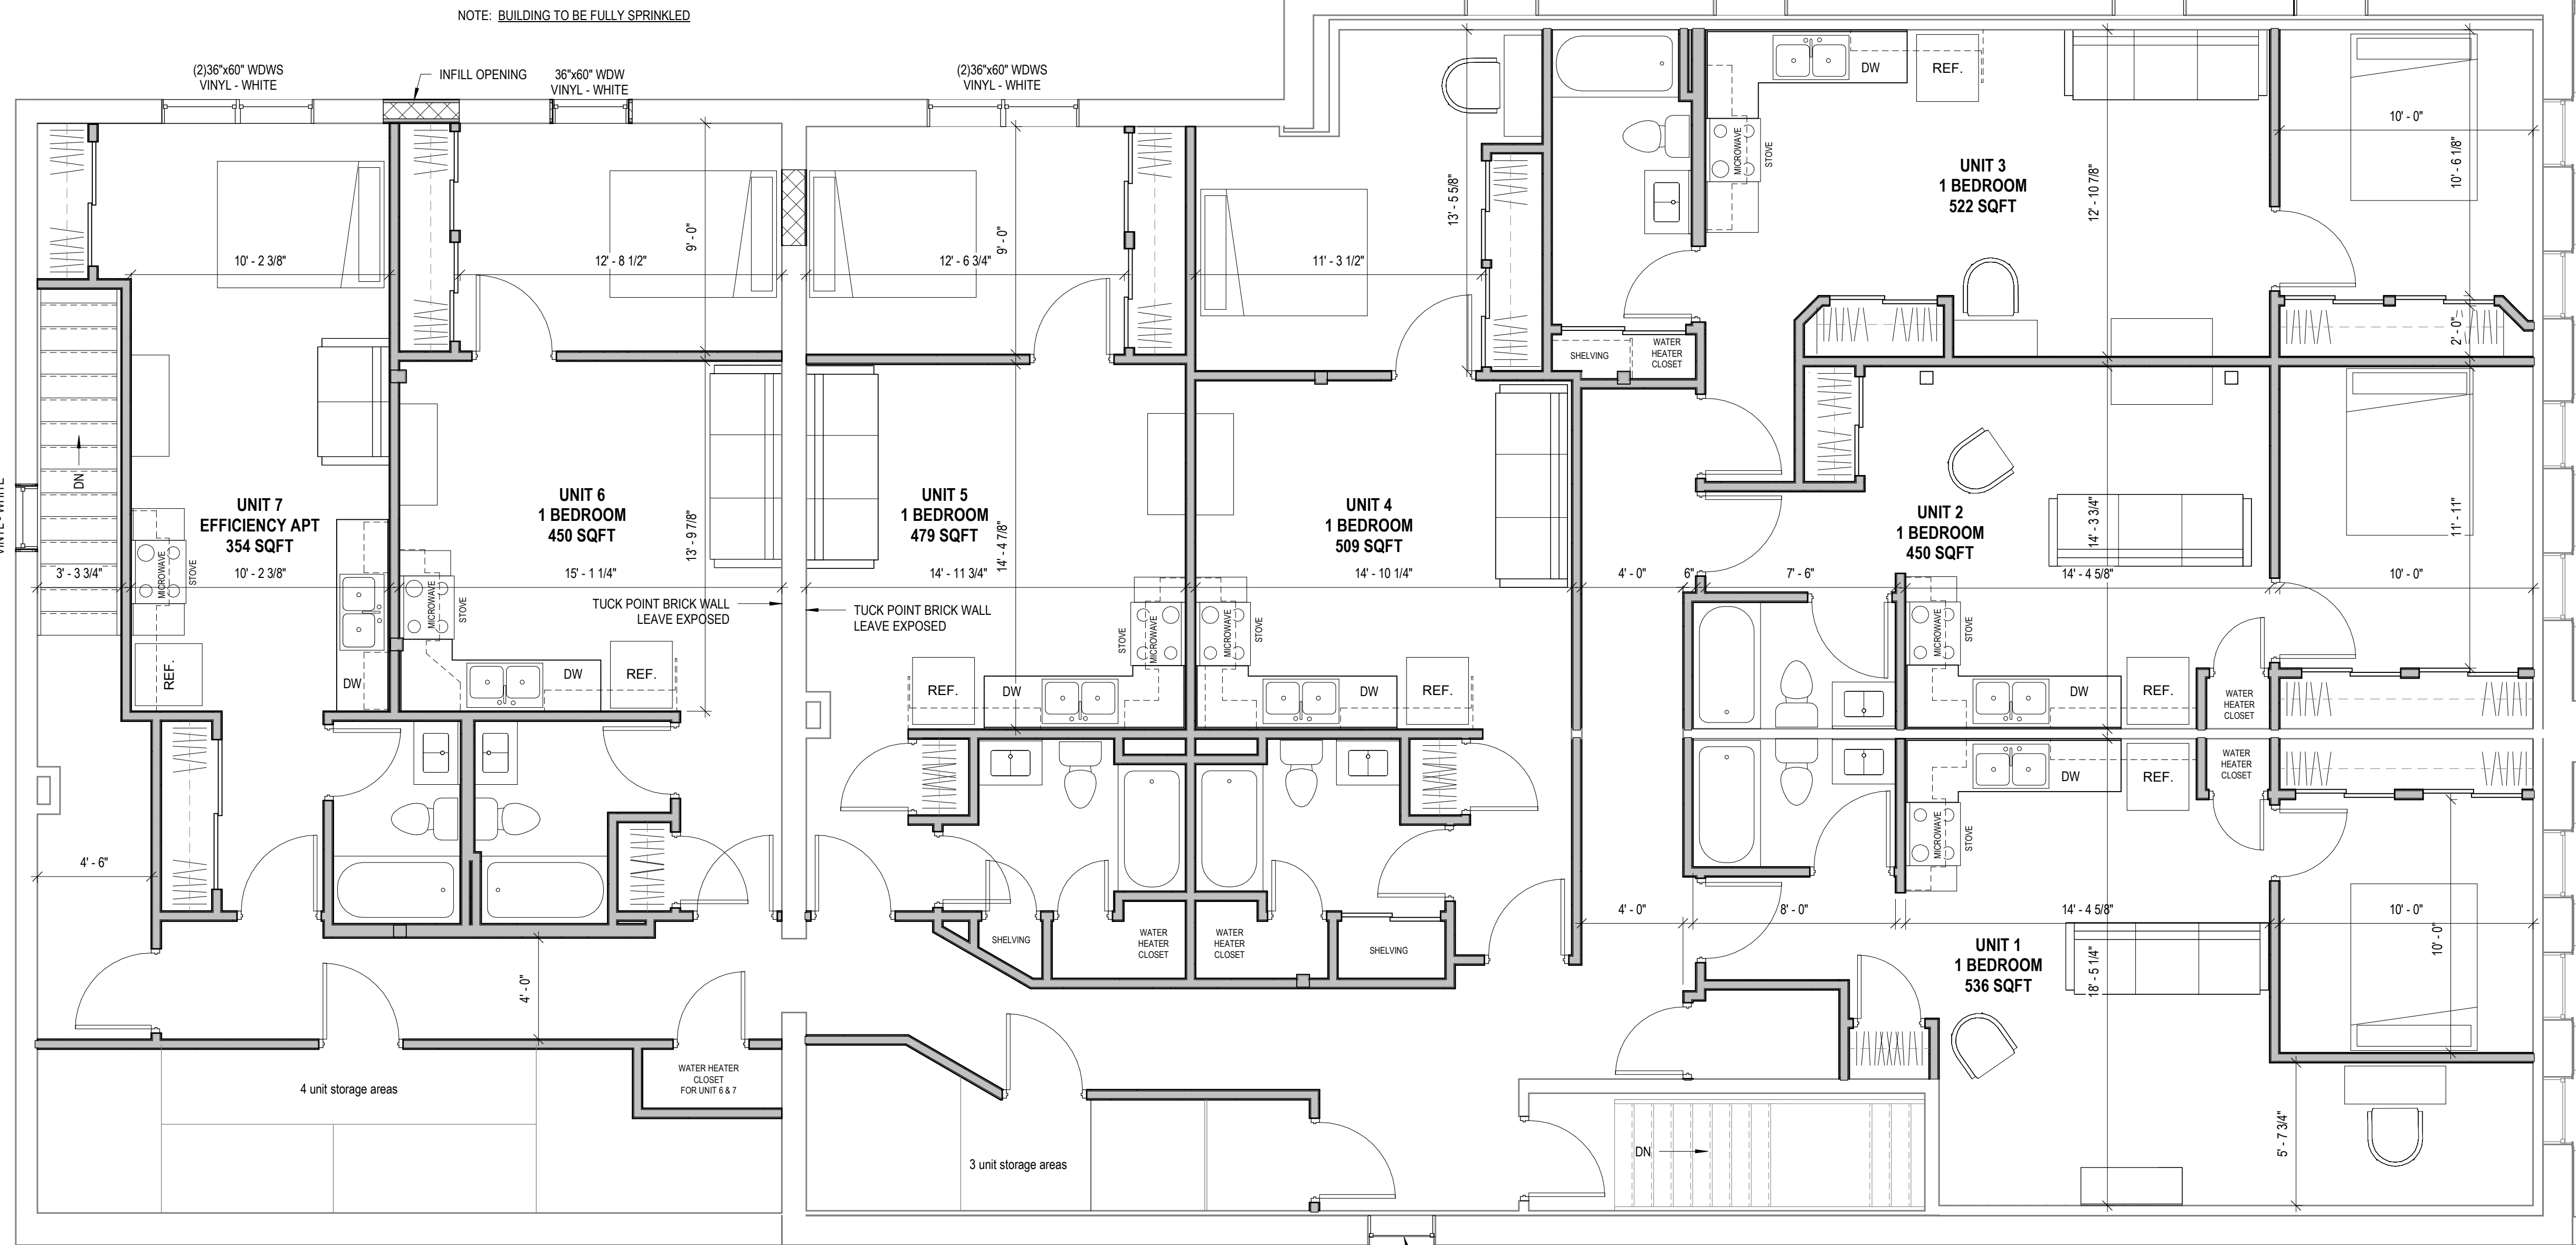 NOTE: BUILDING TO BE FULLY SPRINKLED
(2)36"x60" WDWS
VINYL - WHITE
INFILL OPENING
36"x60" WDW
VINYL - WHITE
(2)36"x60" WDWS
VINYL - WHITE
VINYL - WHITE
10' - 2 3/8"
12' - 8 1/2"
9' - 0"
12' - 6 3/4"
9' - 0"
11' - 3 1/2"
13' - 5 5/8"
DW
REF.
MICROWAVE
STOVE
UNIT 3
1 BEDROOM
522 SQFT
12' - 10 7/8"
10' - 0"
10' - 6 1/8"
2' - 0"
SHELVING
WATER
HEATER
CLOSET
DN
UNIT 7
EFFICIENCY APT
354 SQFT
3' - 3 3/4"
MICROWAVE
STOVE
10' - 2 3/8"
REF.
DW
UNIT 6
1 BEDROOM
450 SQFT
13' - 9 7/8"
15' - 1 1/4"
MICROWAVE
STOVE
DW
REF.
TUCK POINT BRICK WALL
LEAVE EXPOSED
TUCK POINT BRICK WALL
LEAVE EXPOSED
UNIT 5
1 BEDROOM
479 SQFT
14' - 4 7/8"
14' - 11 3/4"
STOVE
MICROWAVE
REF.
DW
UNIT 4
1 BEDROOM
509 SQFT
14' - 10 1/4"
MICROWAVE
STOVE
DW
REF.
4' - 0"
6"
7' - 6"
UNIT 2
1 BEDROOM
450 SQFT
14' - 3 3/4"
14' - 4 5/8"
11' - 11"
10' - 0"
MICROWAVE
STOVE
DW
REF.
WATER
HEATER
CLOSET
WATER
HEATER
CLOSET
DW
REF.
MICROWAVE
STOVE
4' - 6"
4' - 0"
SHELVING
WATER
HEATER
CLOSET
WATER
HEATER
CLOSET
SHELVING
4' - 0"
8' - 0"
14' - 4 5/8"
10' - 0"
UNIT 1
1 BEDROOM
536 SQFT
18' - 5 1/4"
10' - 0"
5' - 7 3/4"
4 unit storage areas
WATER HEATER
CLOSET
FOR UNIT 6 & 7
3 unit storage areas
DN